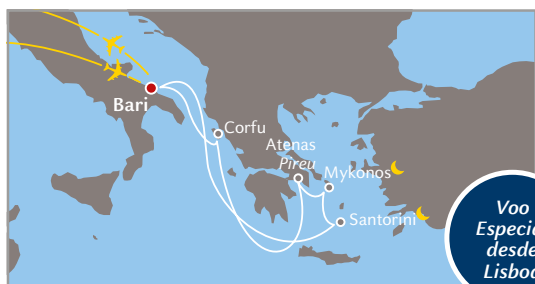 Bari
Corfu
Atenas
Pireu
Mykonos
Santorini
Voo
Especia
desde
Lisboa